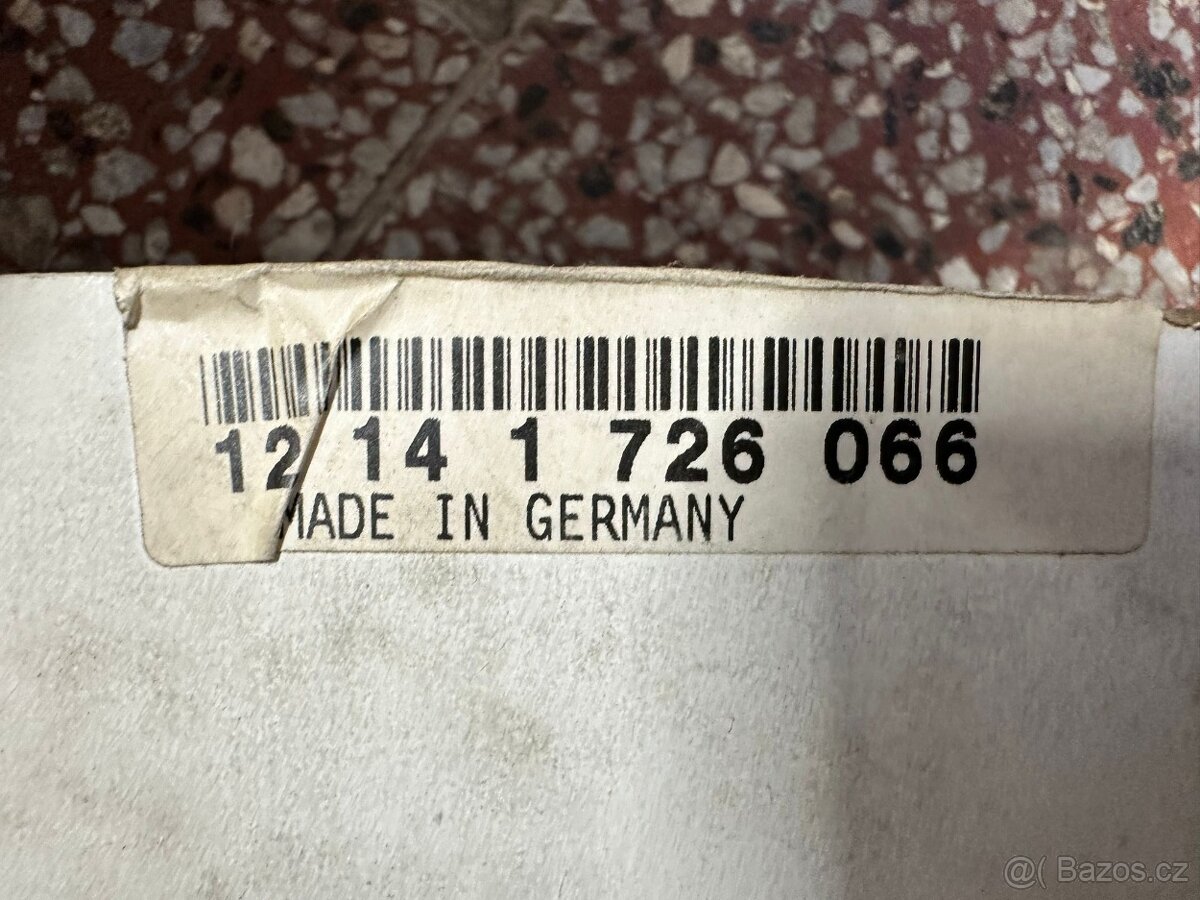 12 14 1 726 066
MADE IN GERMANY
@( Bazos.cz